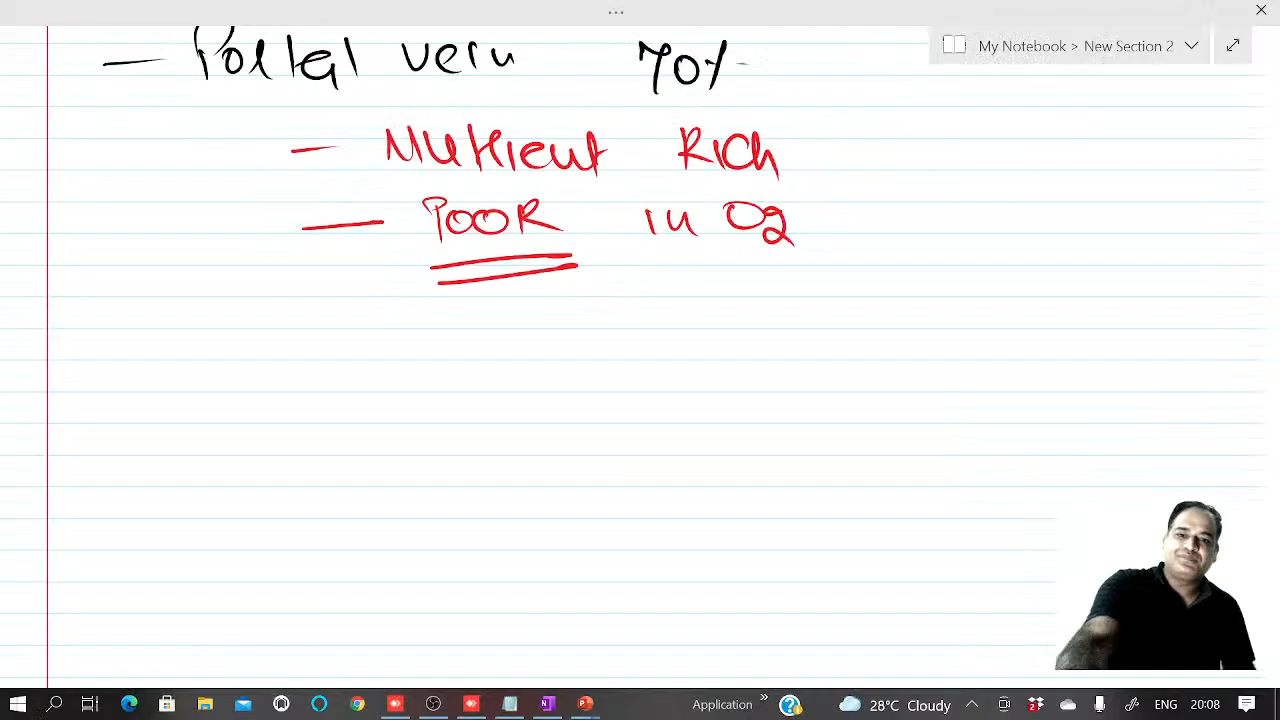 ...
My Notebook > New Section 2
— Portal vein 70% -
- Nutrient Rich
— POOR in O2
Application
»
28°C Cloudy
2
ENG
20:08